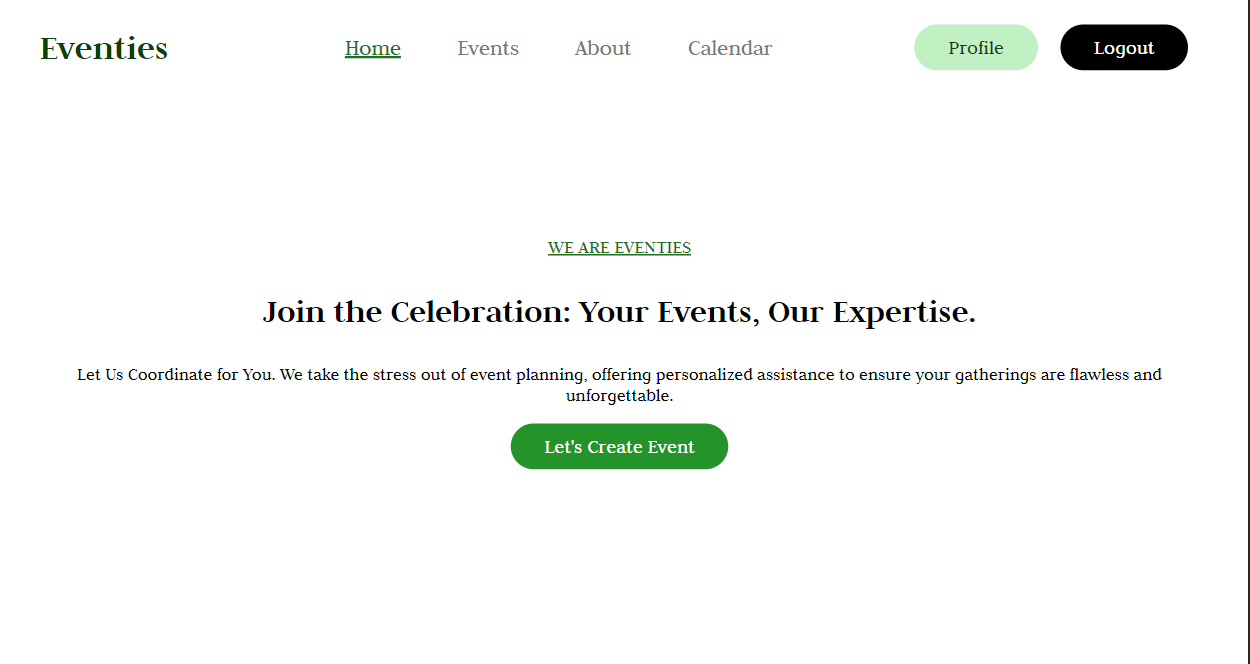 Eventies Home Events About Calendar Profile Logout
WE ARE EVENTIES
Join the Celebration: Your Events, Our Expertise.
Let Us Coordinate for You. We take the stress out of event planning, offering personalized assistance to ensure your gatherings are flawless and
unforgettable.
Let's Create Event